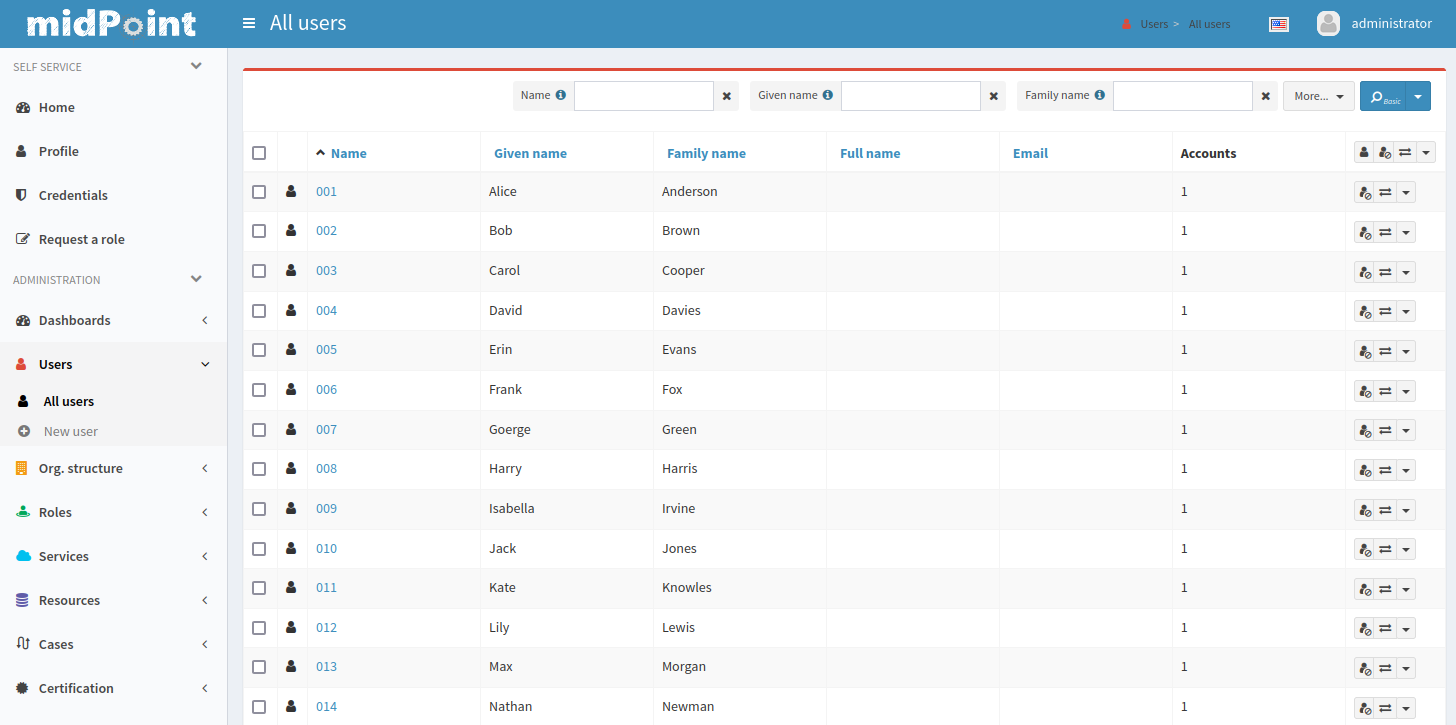 midPoint
All users
Users > All users
administrator
SELF SERVICE
Home
Profile
Credentials
Request a role
ADMINISTRATION
Dashboards
Users
All users
New user
Org. structure
Roles
Services
Resources
Cases
Certification
Name Given name Family name More... Basic
Name Given name Family name Full name Email Accounts
001 Alice Anderson 1
002 Bob Brown 1
003 Carol Cooper 1
004 David Davies 1
005 Erin Evans 1
006 Frank Fox 1
007 Goerge Green 1
008 Harry Harris 1
009 Isabella Irvine 1
010 Jack Jones 1
011 Kate Knowles 1
012 Lily Lewis 1
013 Max Morgan 1
014 Nathan Newman 1